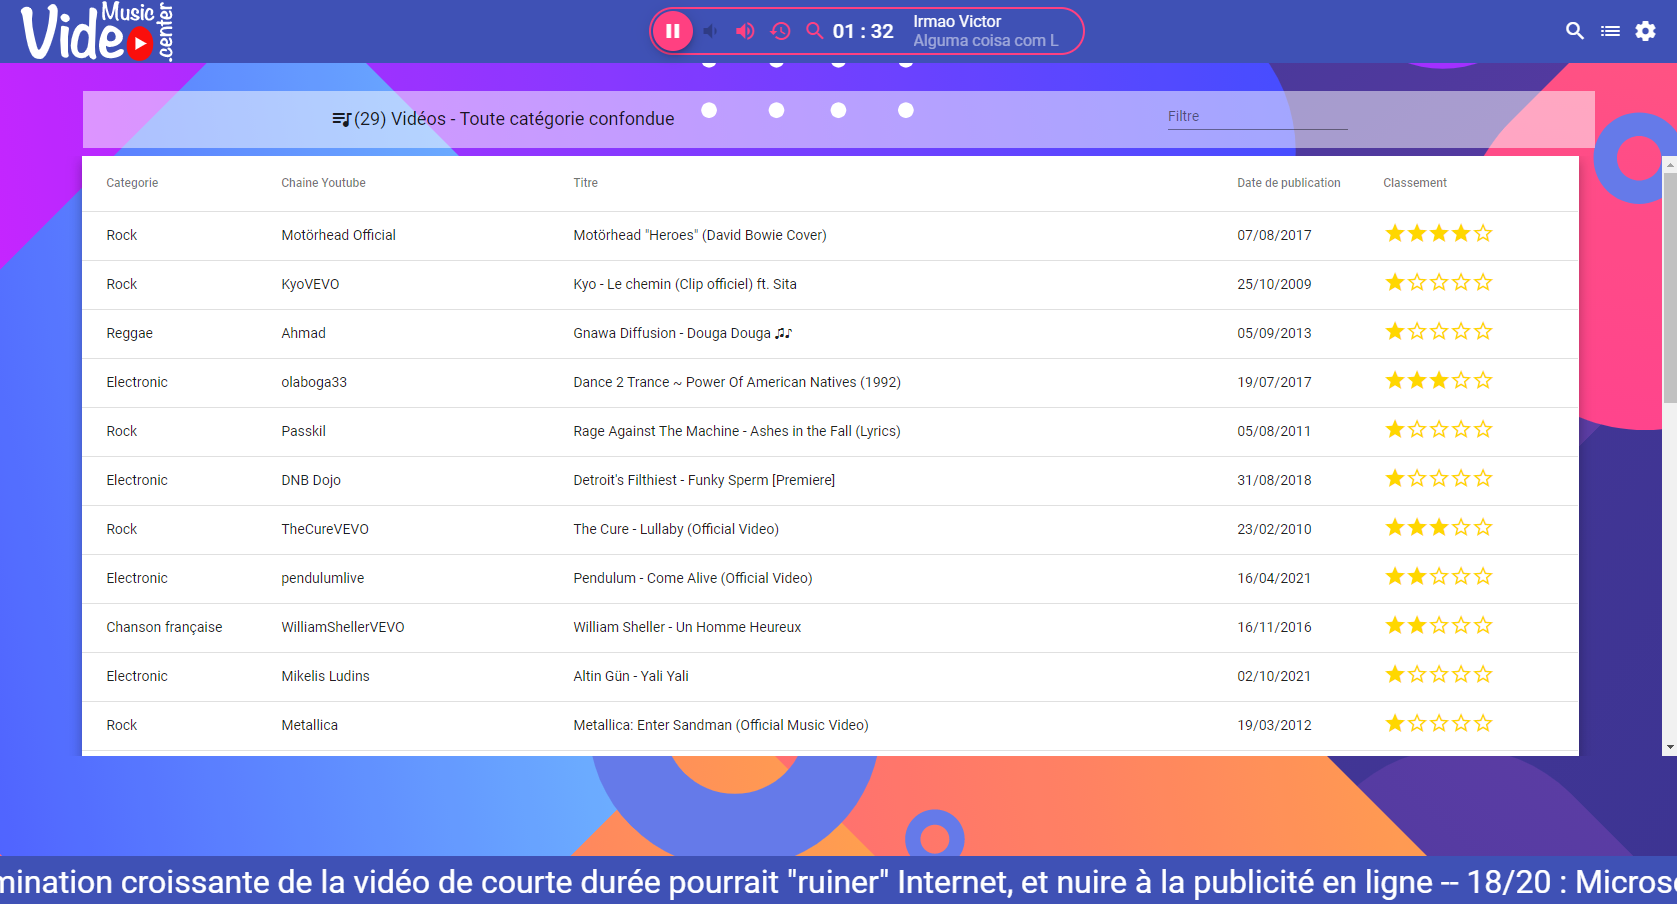 Video Music .center
01 : 32
Irmao Victor
Alguma coisa com L
(29) Vidéos - Toute catégorie confondue
Filtre
Categorie Chaine Youtube Titre Date de publication Classement
Rock Motörhead Official Motörhead "Heroes" (David Bowie Cover) 07/08/2017
Rock KyoVEVO Kyo - Le chemin (Clip officiel) ft. Sita 25/10/2009
Reggae Ahmad Gnawa Diffusion - Douga Douga ♫♪ 05/09/2013
Electronic olaboga33 Dance 2 Trance ~ Power Of American Natives (1992) 19/07/2017
Rock Passkil Rage Against The Machine - Ashes in the Fall (Lyrics) 05/08/2011
Electronic DNB Dojo Detroit's Filthiest - Funky Sperm [Premiere] 31/08/2018
Rock TheCureVEVO The Cure - Lullaby (Official Video) 23/02/2010
Electronic pendulumlive Pendulum - Come Alive (Official Video) 16/04/2021
Chanson française WilliamShellerVEVO William Sheller - Un Homme Heureux 16/11/2016
Electronic Mikelis Ludins Altin Gün - Yali Yali 02/10/2021
Rock Metallica Metallica: Enter Sandman (Official Music Video) 19/03/2012
mination croissante de la vidéo de courte durée pourrait "ruiner" Internet, et nuire à la publicité en ligne -- 18/20 : Microso